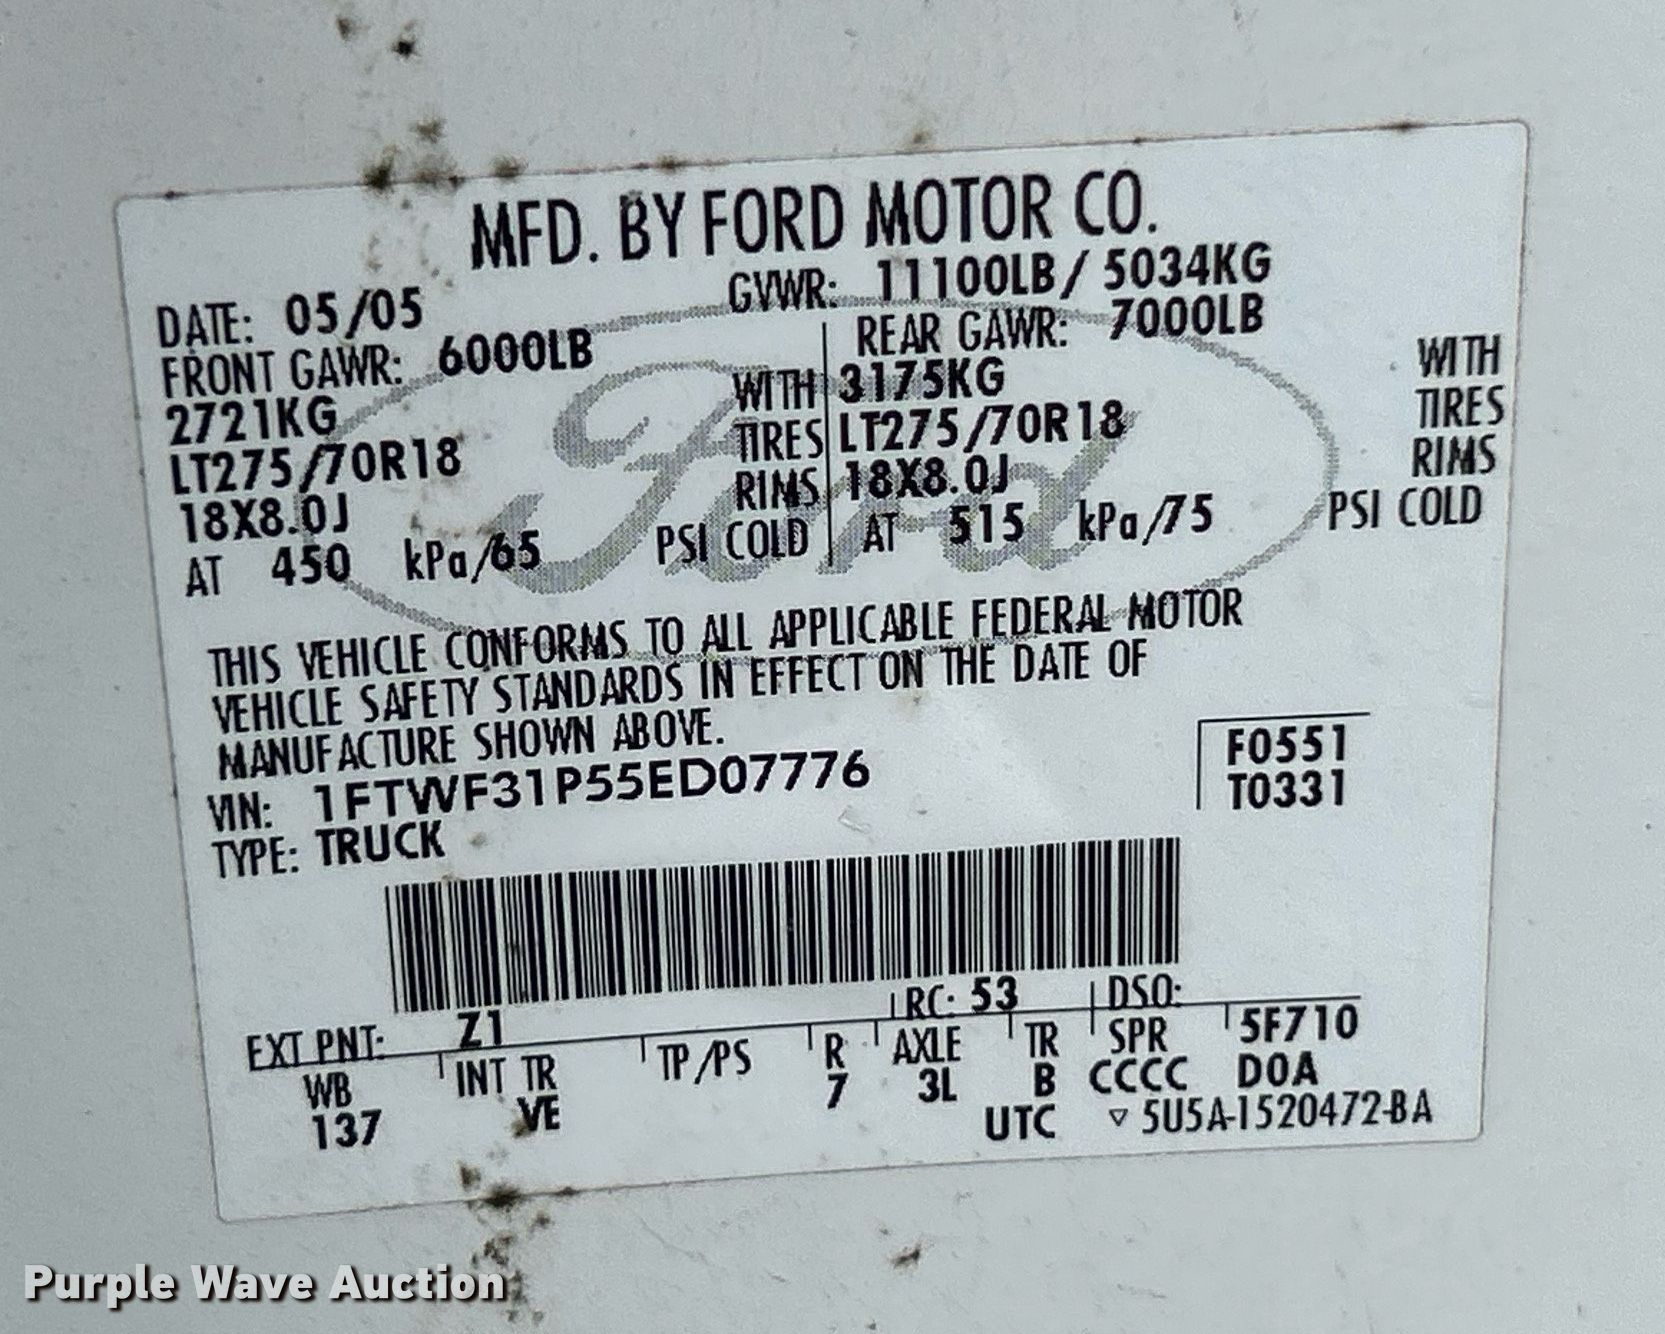 MFD. BY FORD MOTOR CO.
DATE: 05/05 GVWR: 11100LB/ 5034KG
FRONT GAWR: 6000LB REAR GAWR: 7000LB
2721KG WITH 3175KG WITH
LT275/70R18 TIRES LT275/70R18 TIRES
18X8.0J RIMS 18X8.0J RIMS
AT 450 kPa/65 PSI COLD AT 515 kPa/75 PSI COLD
Ford
THIS VEHICLE CONFORMS TO ALL APPLICABLE FEDERAL MOTOR
VEHICLE SAFETY STANDARDS IN EFFECT ON THE DATE OF
MANUFACTURE SHOWN ABOVE.
VIN: 1FTWF31P55ED07776
TYPE: TRUCK
F0551
T0331
EXT PNT: Z1 RC: 53 DSO:
WB INT TR TP/PS R AXLE TR SPR 5F710
137 VE 7 3L B CCCC D0A
UTC ▽ 5U5A-1520472-BA
Purple Wave Auction